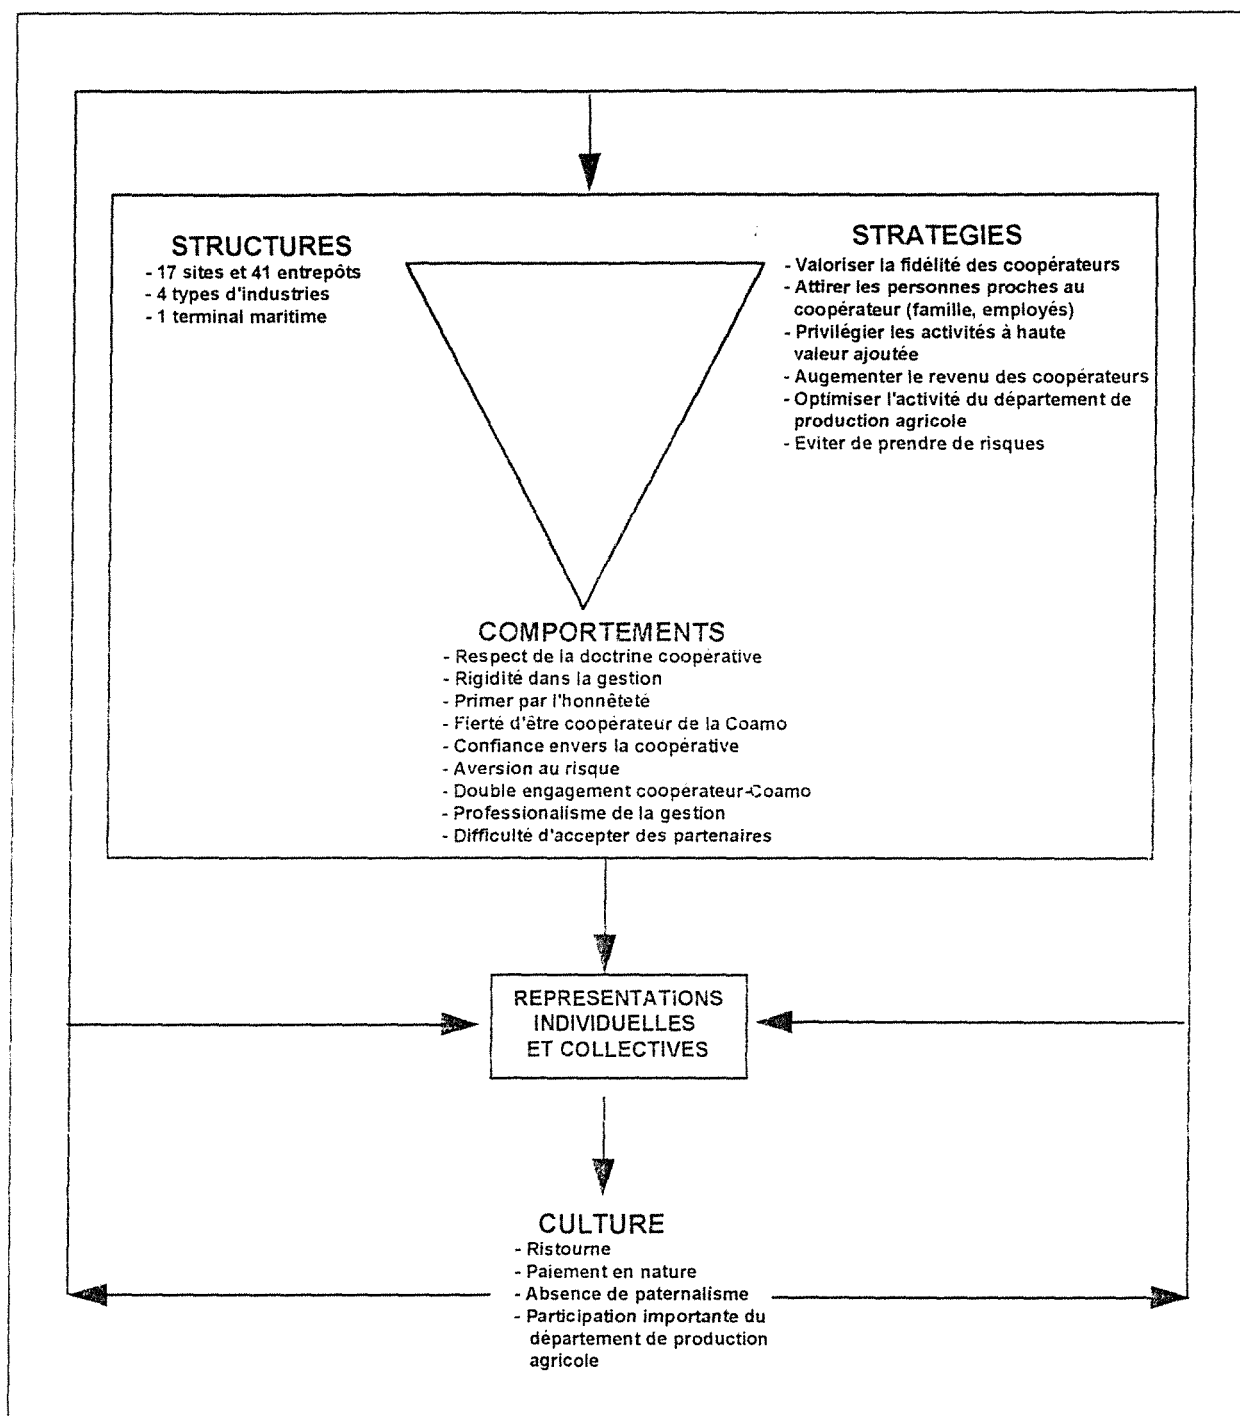 STRUCTURES
- 17 sites et 41 entrepôts
- 4 types d'industries
- 1 terminal maritime
STRATEGIES
- Valoriser la fidélité des coopérateurs
- Attirer les personnes proches au
coopérateur (famille, employés)
- Privilégier les activités à haute
valeur ajoutée
- Augementer le revenu des coopérateurs
- Optimiser l'activité du département de
production agricole
- Eviter de prendre de risques
COMPORTEMENTS
- Respect de la doctrine coopérative
- Rigidité dans la gestion
- Primer par l'honnêteté
- Fierté d'être coopérateur de la Coamo
- Confiance envers la coopérative
- Aversion au risque
- Double engagement coopérateur-Coamo
- Professionalisme de la gestion
- Difficulté d'accepter des partenaires
REPRESENTATIONS
INDIVIDUELLES
ET COLLECTIVES
CULTURE
- Ristourne
- Paiement en nature
- Absence de paternalisme
- Participation importante du
département de production
agricole